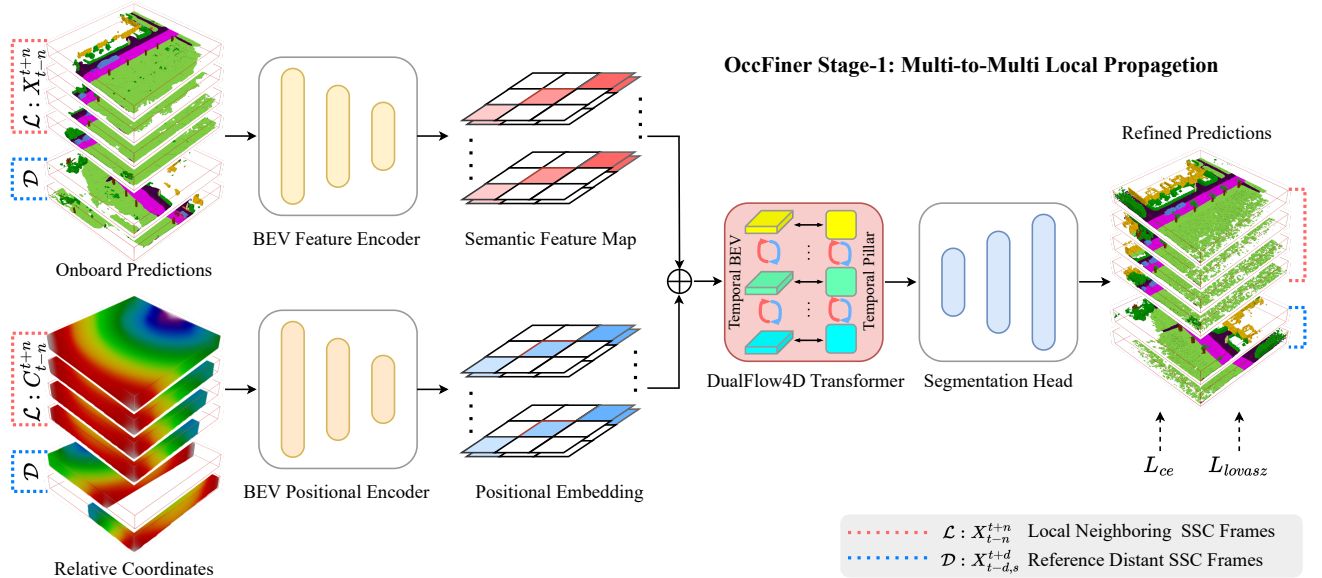 OccFiner Stage-1: Multi-to-Multi Local Propagetion
ℒ : X_{t-n}^{t+n}
𝒟
Onboard Predictions
BEV Feature Encoder
Semantic Feature Map
ℒ : C_{t-n}^{t+n}
𝒟
Relative Coordinates
BEV Positional Encoder
Positional Embedding
Temporal BEV
Temporal Pillar
DualFlow4D Transformer
Segmentation Head
Refined Predictions
L_{ce}
L_{lovasz}
ℒ : X_{t-n}^{t+n} Local Neighboring SSC Frames
𝒟 : X_{t-d,s}^{t+d} Reference Distant SSC Frames